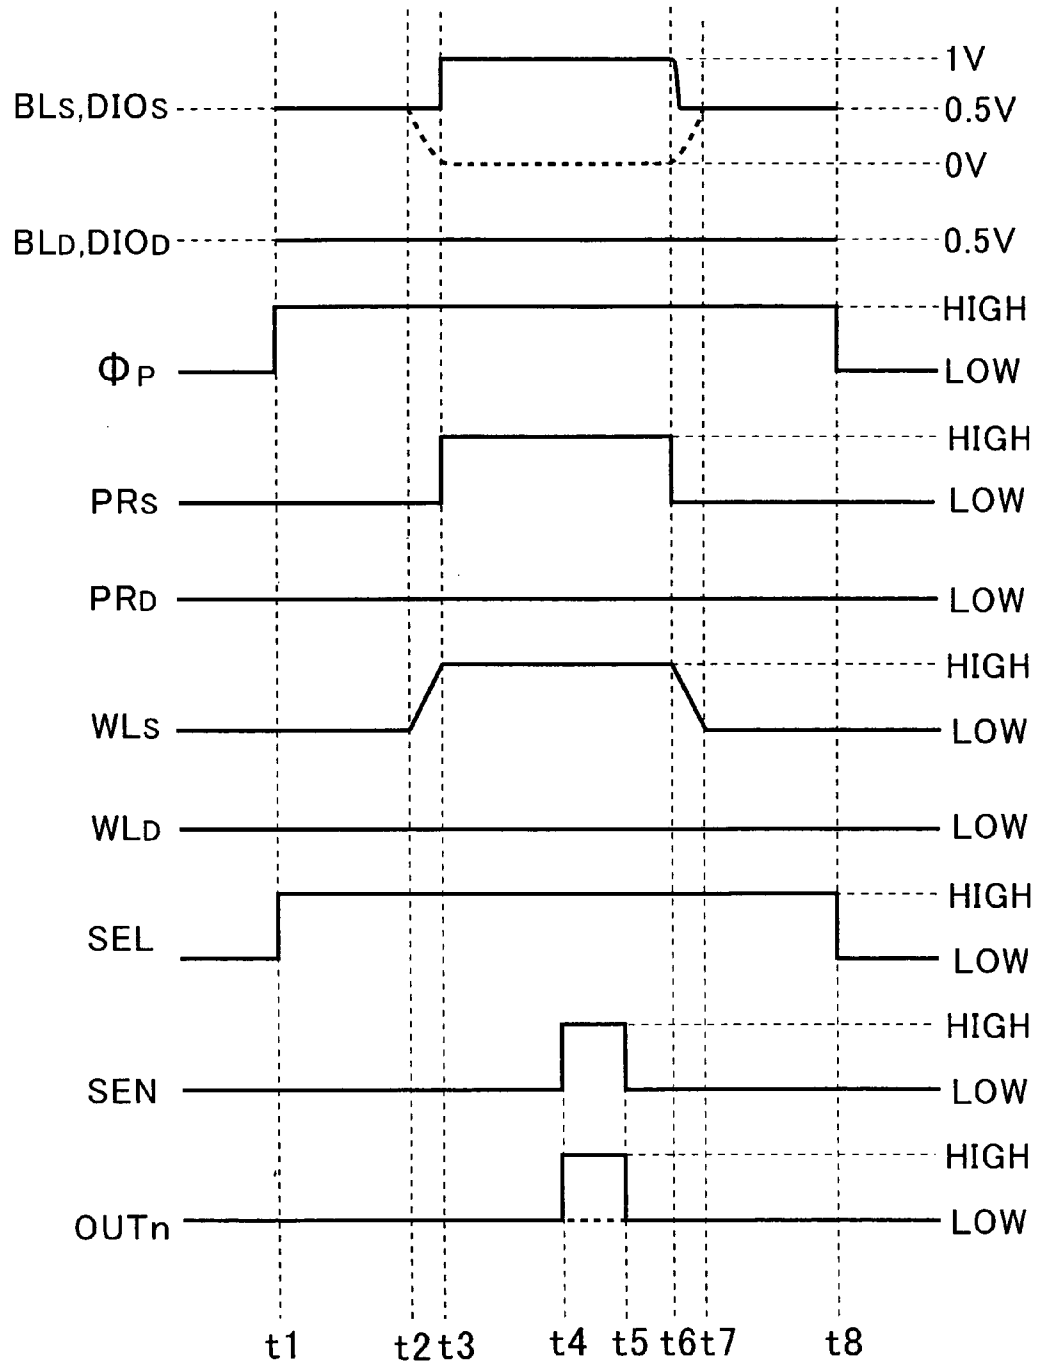 1V
BLS,DIOS 0.5V
0V
BLD,DIOD 0.5V
HIGH
ΦP LOW
HIGH
PRS LOW
PRD LOW
HIGH
WLS LOW
WLD LOW
HIGH
SEL LOW
HIGH
SEN LOW
HIGH
OUTn LOW
t1 t2 t3 t4 t5 t6 t7 t8